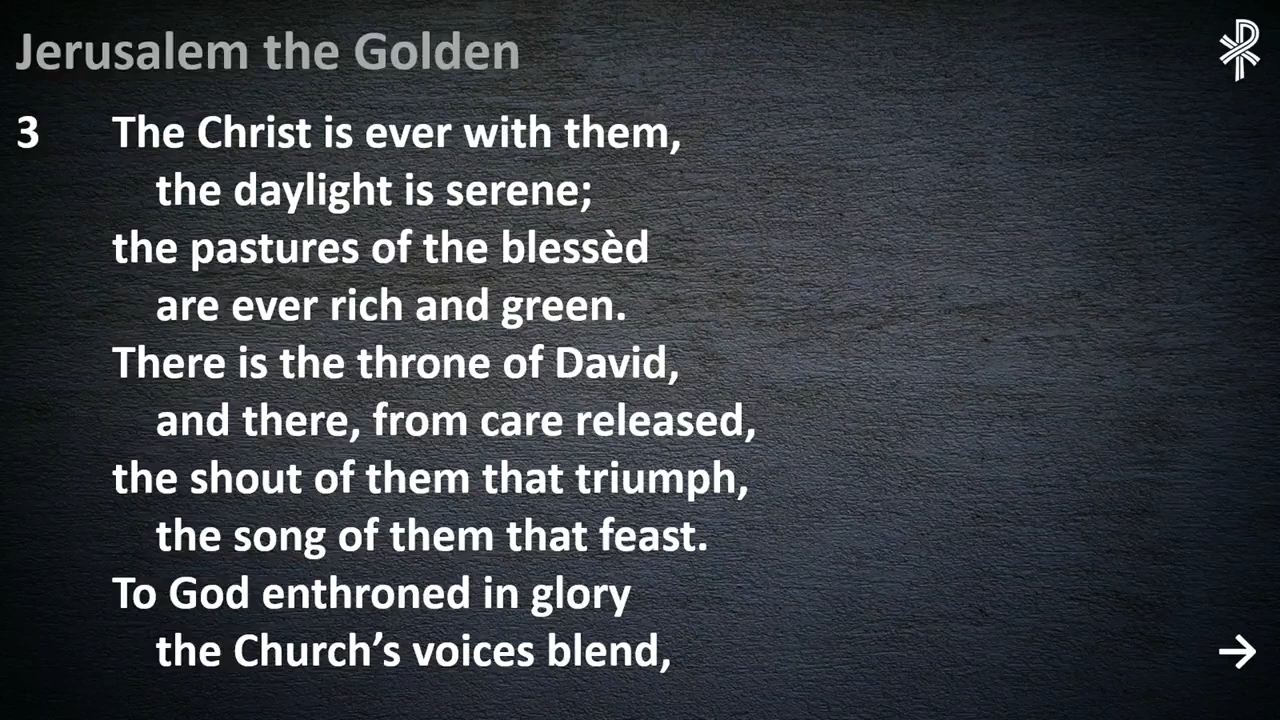 Jerusalem the Golden
3 The Christ is ever with them,
the daylight is serene;
the pastures of the blessèd
are ever rich and green.
There is the throne of David,
and there, from care released,
the shout of them that triumph,
the song of them that feast.
To God enthroned in glory
the Church’s voices blend,
→